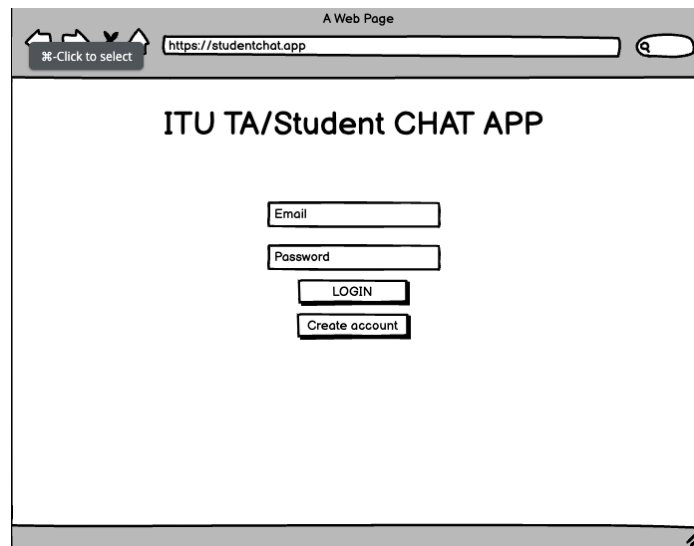 A Web Page
https://studentchat.app
⌘-Click to select
ITU TA/Student CHAT APP
Email
Password
LOGIN
Create account